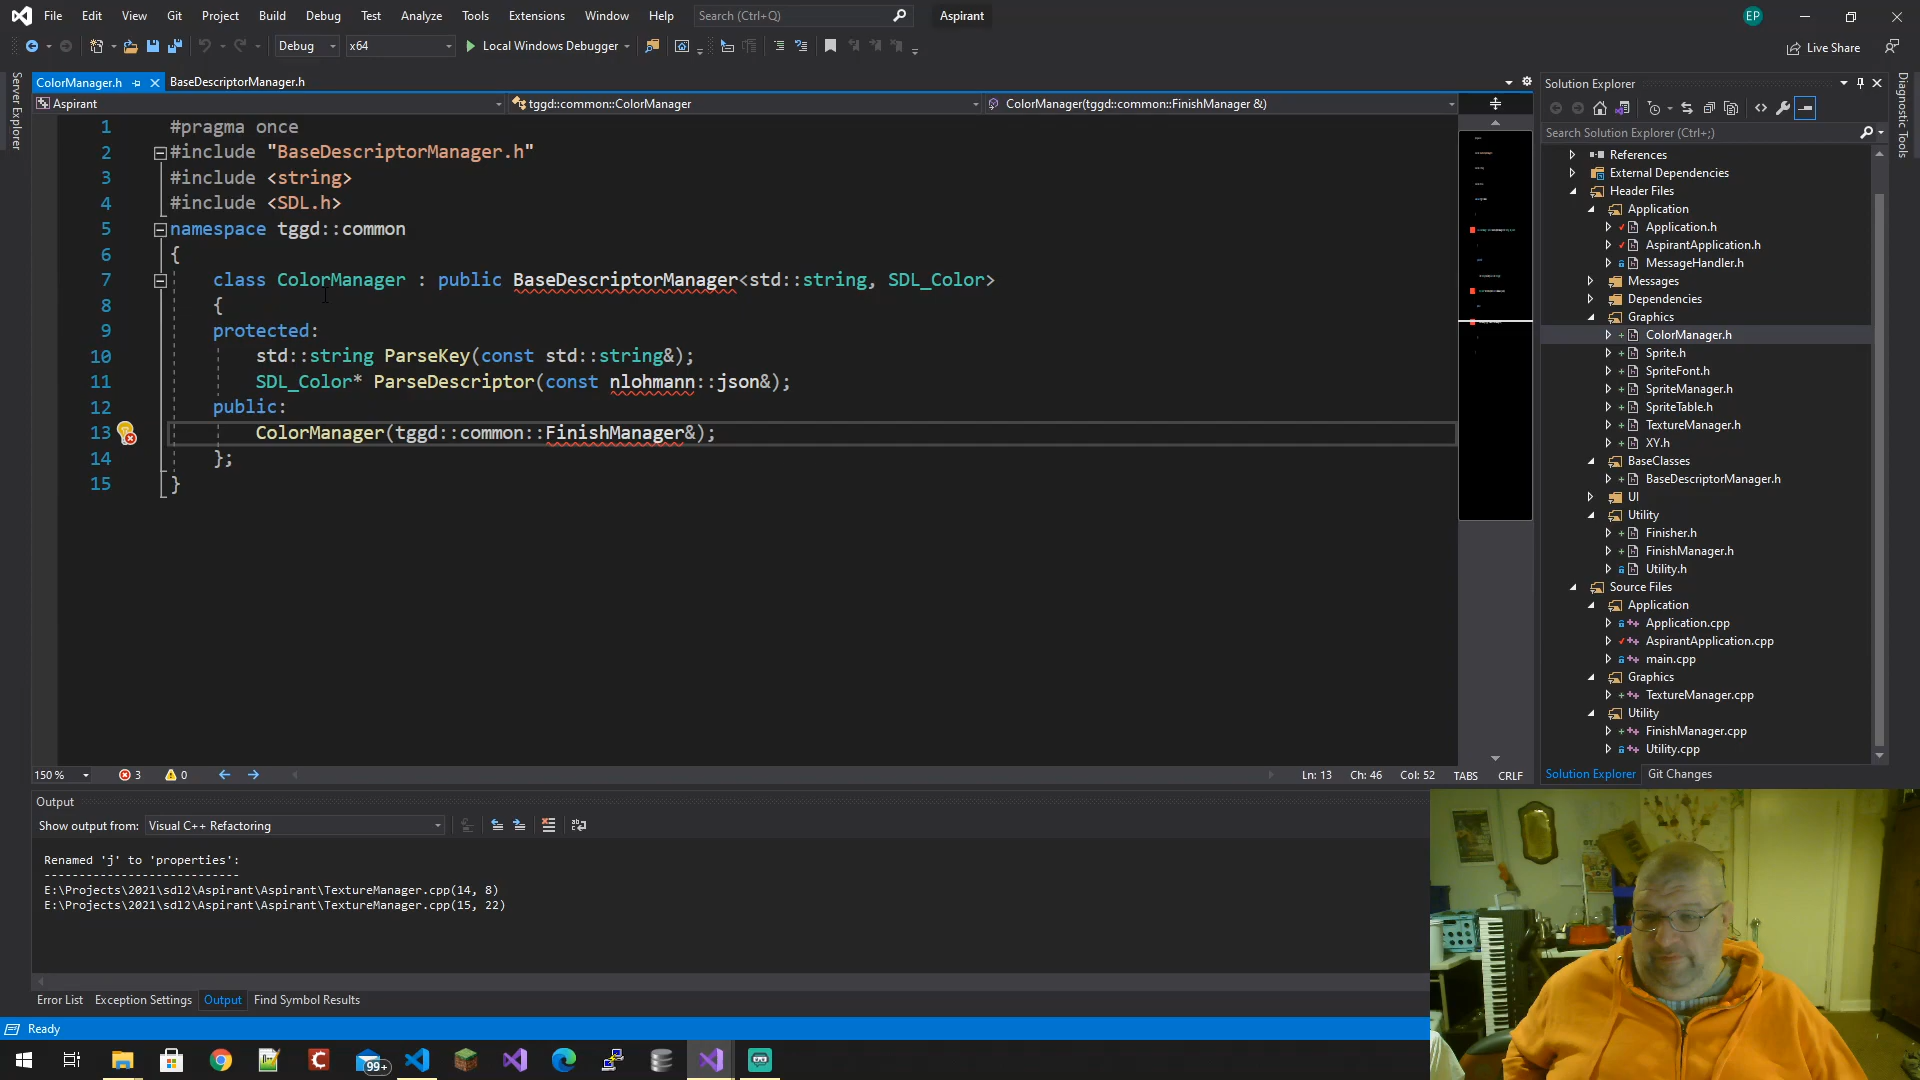 File Edit View Git Project Build Debug Test Analyze Tools Extensions Window Help Search (Ctrl+Q) Aspirant EP
Debug x64 Local Windows Debugger Live Share
Server Explorer
ColorManager.h BaseDescriptorManager.h
Aspirant tggd::common::ColorManager ColorManager(tggd::common::FinishManager &)
1 #pragma once
2 #include "BaseDescriptorManager.h"
3 #include <string>
4 #include <SDL.h>
5 namespace tggd::common
6 {
7 class ColorManager : public BaseDescriptorManager<std::string, SDL_Color>
8 {
9 protected:
10 std::string ParseKey(const std::string&);
11 SDL_Color* ParseDescriptor(const nlohmann::json&);
12 public:
13 ColorManager(tggd::common::FinishManager&);
14 };
15 }
150 % 3 0 Ln: 13 Ch: 46 Col: 52 TABS CRLF
Output
Show output from: Visual C++ Refactoring
Renamed 'j' to 'properties':
---------------------------
E:\Projects\2021\sdl2\Aspirant\Aspirant\TextureManager.cpp(14, 8)
E:\Projects\2021\sdl2\Aspirant\Aspirant\TextureManager.cpp(15, 22)
Error List Exception Settings Output Find Symbol Results
Ready
99+
Solution Explorer
Search Solution Explorer (Ctrl+;)
References
External Dependencies
Header Files
Application
Application.h
AspirantApplication.h
MessageHandler.h
Messages
Dependencies
Graphics
ColorManager.h
Sprite.h
SpriteFont.h
SpriteManager.h
SpriteTable.h
TextureManager.h
XY.h
BaseClasses
BaseDescriptorManager.h
UI
Utility
Finisher.h
FinishManager.h
Utility.h
Source Files
Application
Application.cpp
AspirantApplication.cpp
main.cpp
Graphics
TextureManager.cpp
Utility
FinishManager.cpp
Utility.cpp
Solution Explorer Git Changes
Diagnostic Tools